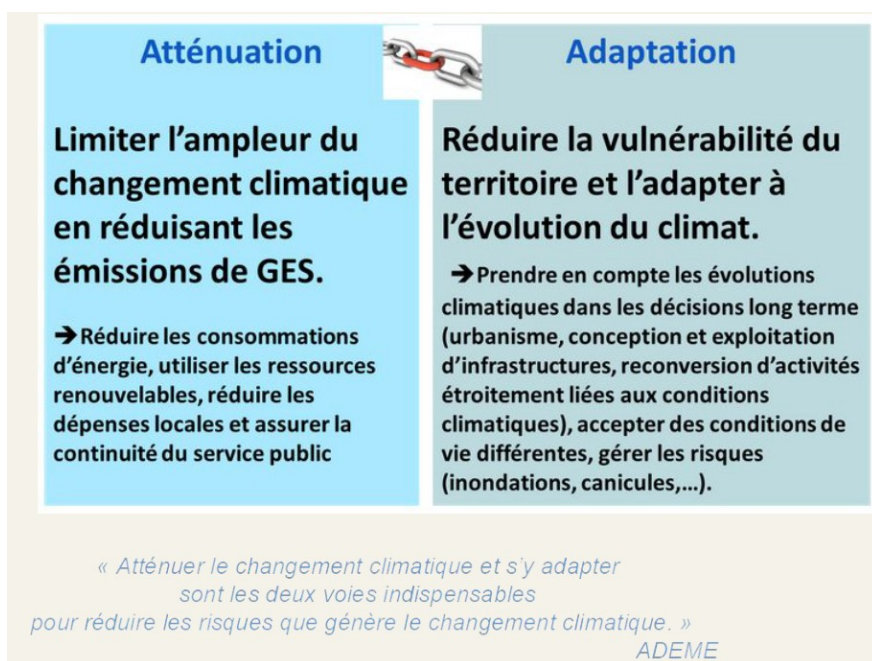 Atténuation
Limiter l’ampleur du
changement climatique
en réduisant les
émissions de GES.
➔Réduire les consommations
d’énergie, utiliser les ressources
renouvelables, réduire les
dépenses locales et assurer la
continuité du service public
Adaptation
Réduire la vulnérabilité du
territoire et l’adapter à
l’évolution du climat.
➔Prendre en compte les évolutions
climatiques dans les décisions long terme
(urbanisme, conception et exploitation
d’infrastructures, reconversion d’activités
étroitement liées aux conditions
climatiques), accepter des conditions de
vie différentes, gérer les risques
(inondations, canicules,…).
« Atténuer le changement climatique et s’y adapter
sont les deux voies indispensables
pour réduire les risques que génère le changement climatique. »
ADEME